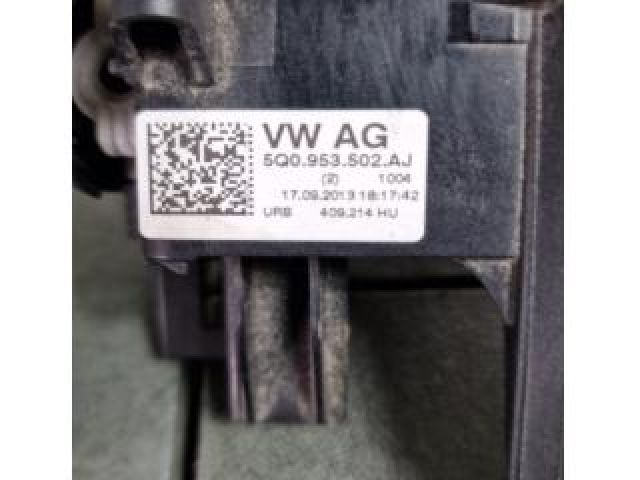 VW AG
5Q0.953.502.AJ
(2) 1004
17.09.2013 18:17:42
URB 409.214 HU